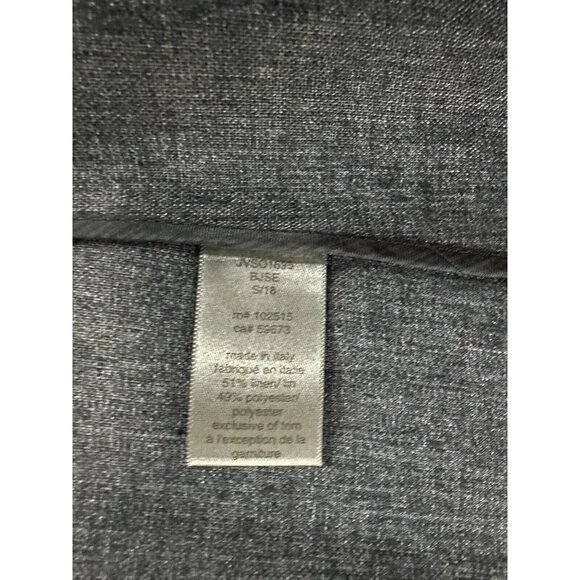 JVSO1695
BJSE
S/18
rn# 102515
ca# 59673
made in italy
fabriqué en italie
51% linen/ lin
49% polyester/
polyester
exclusive of trim
à l'exception de la
garniture